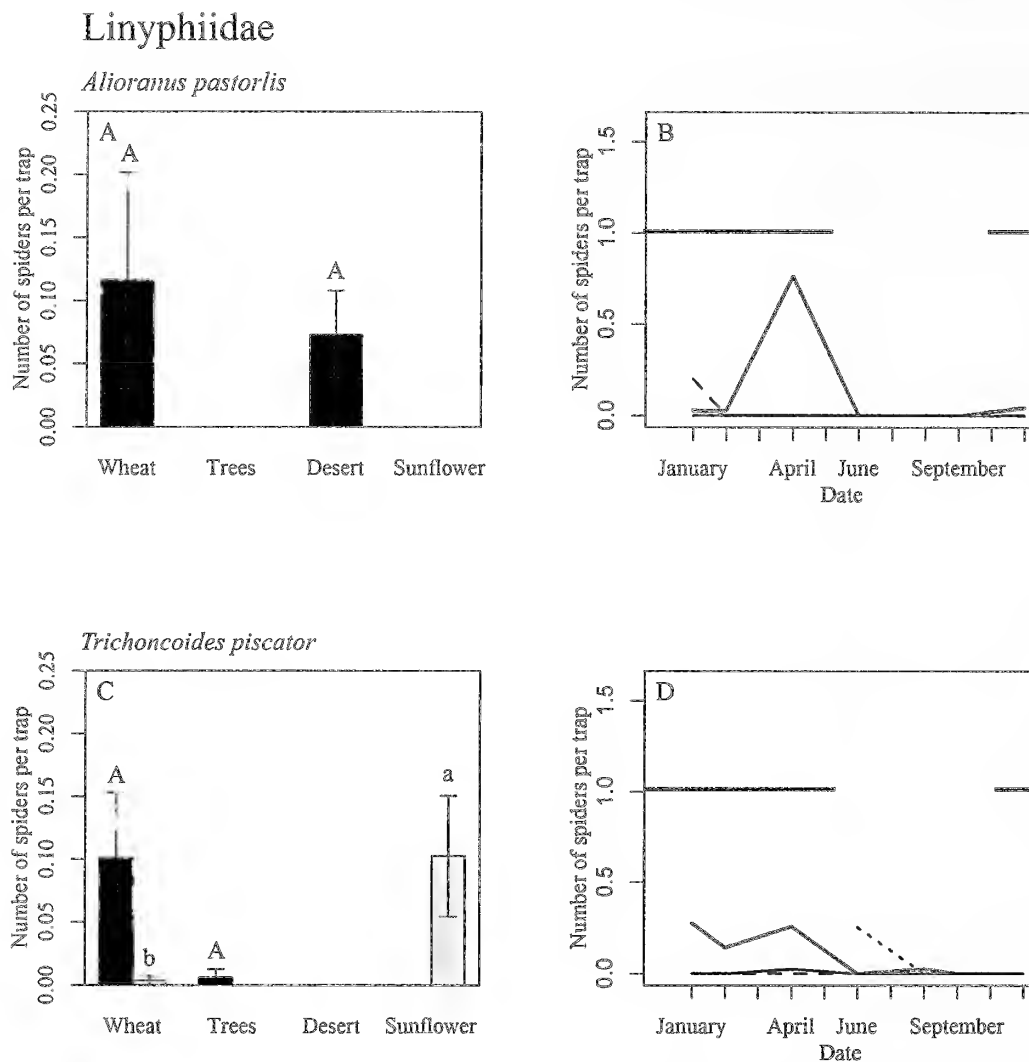 Linyphiidae
Alioranus pastorlis
A
A
A
Number of spiders per trap
0.00 0.05 0.10 0.15 0.20 0.25
Wheat Trees Desert Sunflower
B
Number of spiders per trap
0.0 0.5 1.0 1.5
January April June September
Date
Trichoncoides piscator
C
A
b
A
a
Number of spiders per trap
0.00 0.05 0.10 0.15 0.20 0.25
Wheat Trees Desert Sunflower
D
Number of spiders per trap
0.0 0.5 1.0 1.5
January April June September
Date